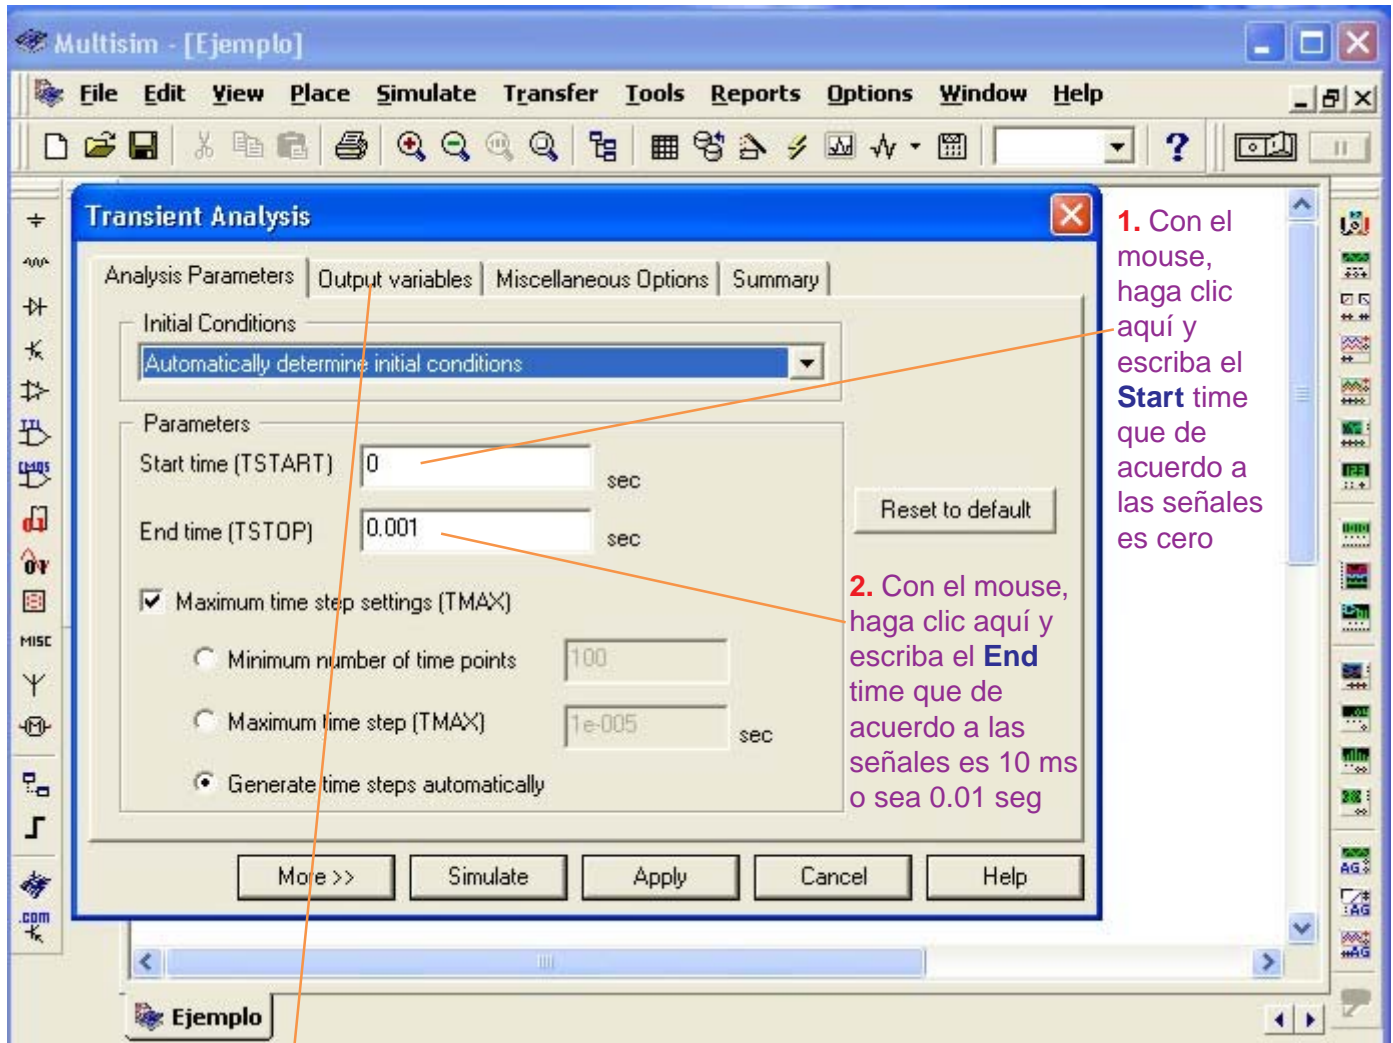 Multisim - [Ejemplo]
File Edit View Place Simulate Transfer Tools Reports Options Window Help
Transient Analysis
Analysis Parameters Output variables Miscellaneous Options Summary
Initial Conditions
Automatically determine initial conditions
Parameters
Start time (TSTART) 0 sec
End time (TSTOP) 0.001 sec
Maximum time step settings (TMAX)
Minimum number of time points 100
Maximum time step (TMAX) 1e-005 sec
Generate time steps automatically
Reset to default
More >> Simulate Apply Cancel Help
1. Con el
mouse,
haga clic
aquí y
escriba el
Start time
que de
acuerdo a
las señales
es cero
2. Con el mouse,
haga clic aquí y
escriba el End
time que de
acuerdo a las
señales es 10 ms
o sea 0.01 seg
TTL
CMOS
MISC
.com
AG
AG
AG
Ejemplo